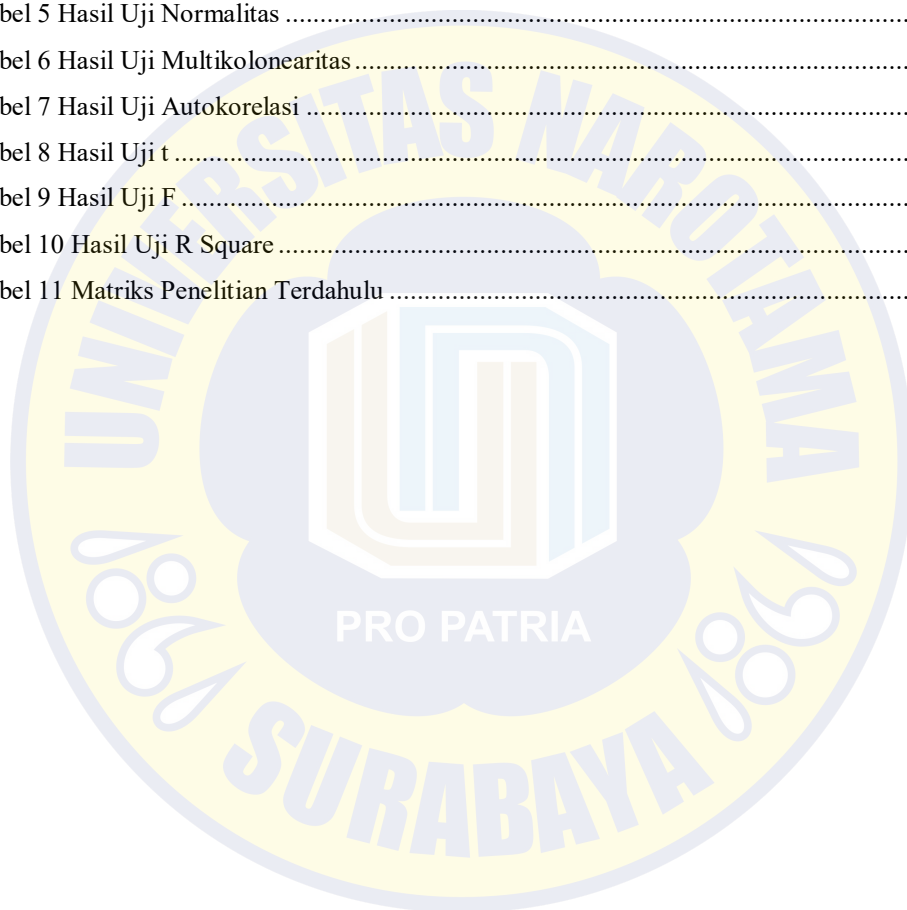 bel 5 Hasil Uji Normalitas ........................................................................................
bel 6 Hasil Uji Multikolonearitas ..............................................................................
bel 7 Hasil Uji Autokorelasi .....................................................................................
bel 8 Hasil Uji t .........................................................................................................
bel 9 Hasil Uji F ........................................................................................................
bel 10 Hasil Uji R Square .........................................................................................
bel 11 Matriks Penelitian Terdahulu .........................................................................
UNIVERSITAS NAROTAMA
PRO PATRIA
SURABAYA